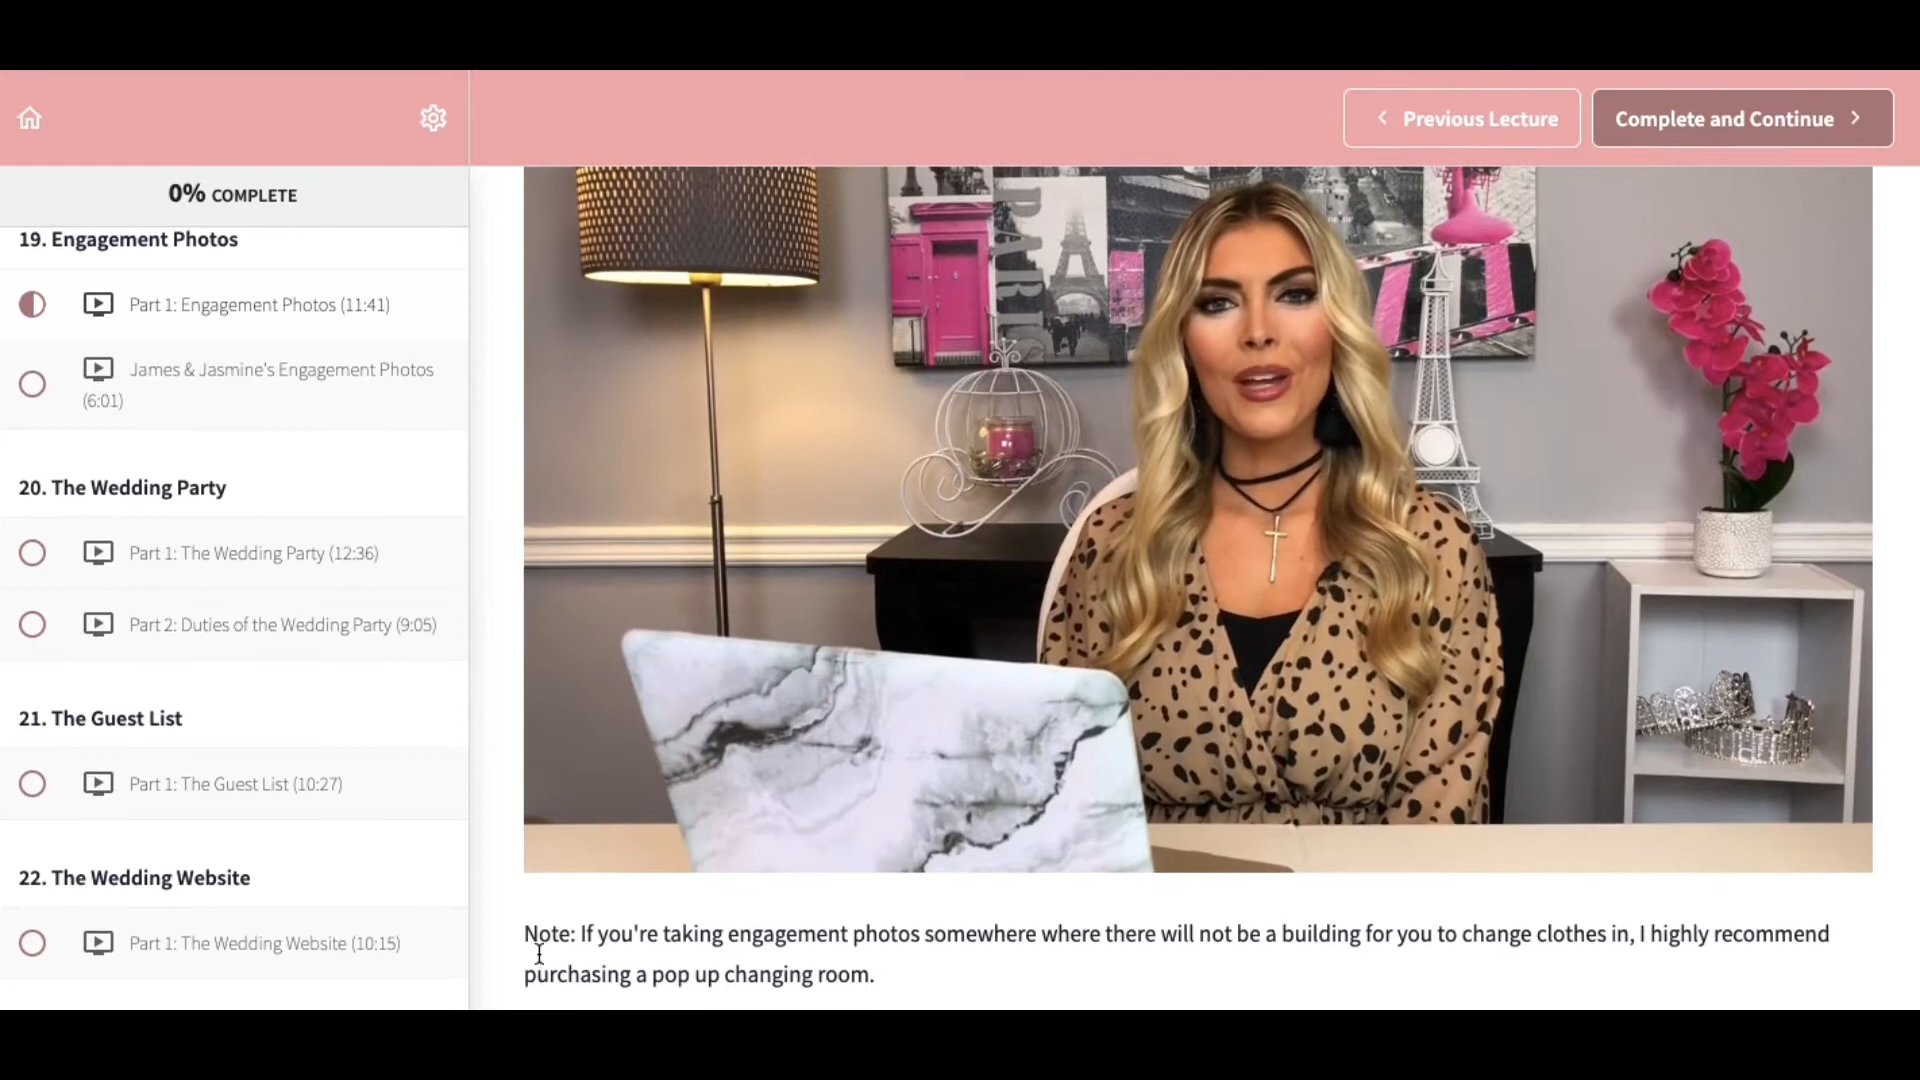 Previous Lecture
Complete and Continue
0% COMPLETE
19. Engagement Photos
Part 1: Engagement Photos (11:41)
James & Jasmine's Engagement Photos
(6:01)
20. The Wedding Party
Part 1: The Wedding Party (12:36)
Part 2: Duties of the Wedding Party (9:05)
21. The Guest List
Part 1: The Guest List (10:27)
22. The Wedding Website
Part 1: The Wedding Website (10:15)
PARIS
Note: If you're taking engagement photos somewhere where there will not be a building for you to change clothes in, I highly recommend
purchasing a pop up changing room.